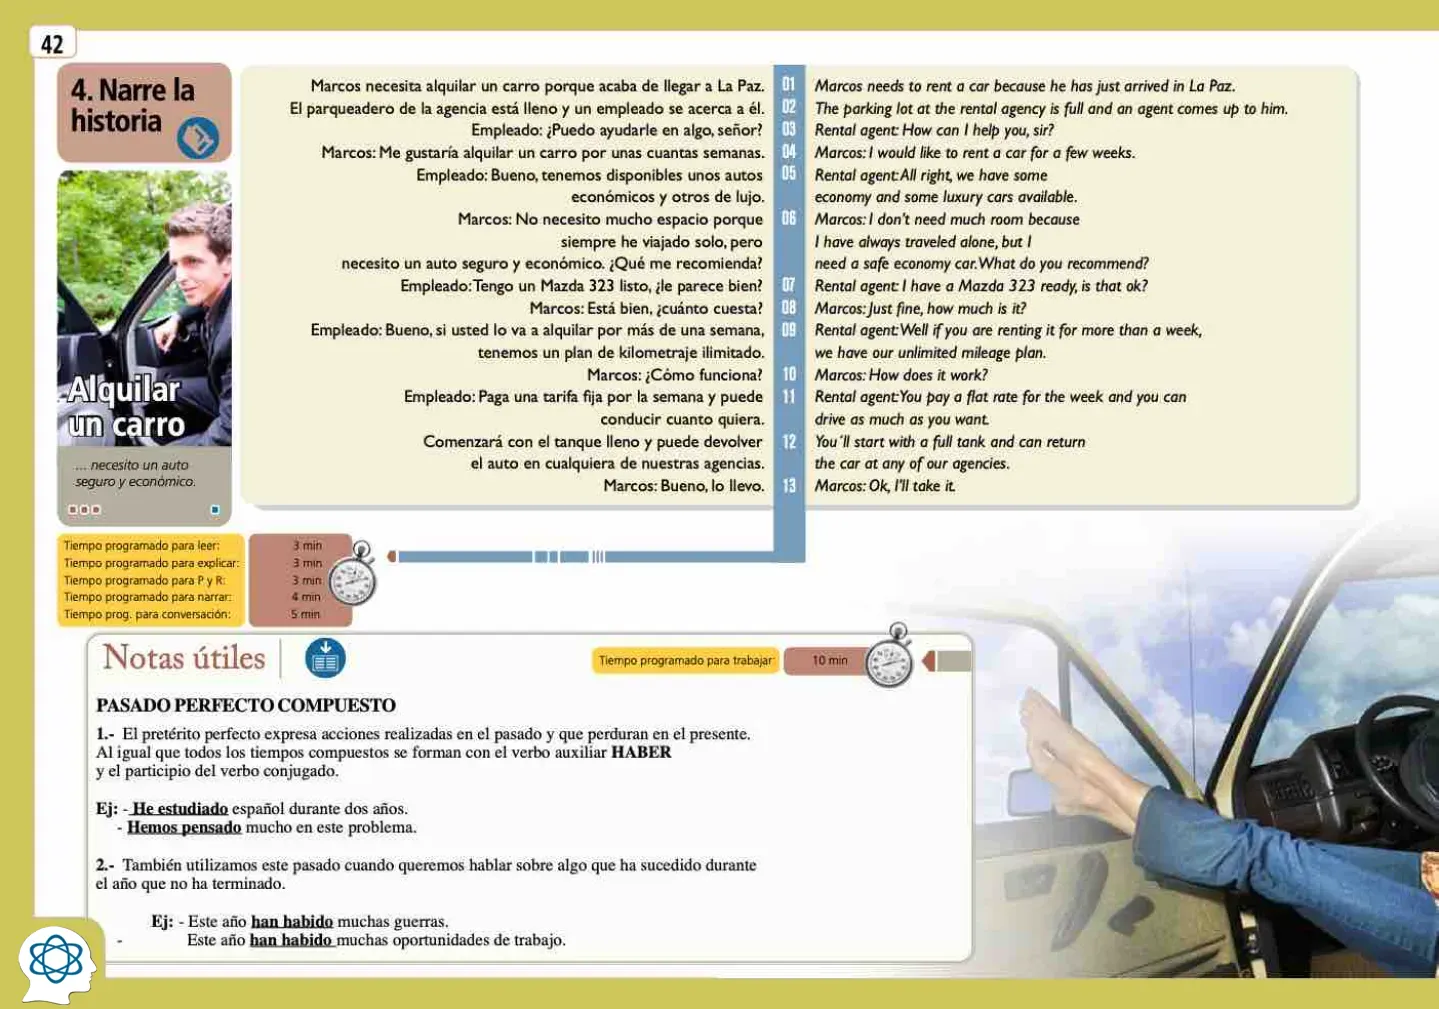 42
4. Narre la
historia
Alquilar
un carro
... necesito un auto
seguro y económico.
Marcos necesita alquilar un carro porque acaba de llegar a La Paz.
El parqueadero de la agencia está lleno y un empleado se acerca a él.
Empleado: ¿Puedo ayudarle en algo, señor?
Marcos: Me gustaría alquilar un carro por unas cuantas semanas.
Empleado: Bueno, tenemos disponibles unos autos
económicos y otros de lujo.
Marcos: No necesito mucho espacio porque
siempre he viajado solo, pero
necesito un auto seguro y económico. ¿Qué me recomienda?
Empleado: Tengo un Mazda 323 listo, ¿le parece bien?
Marcos: Está bien, ¿cuánto cuesta?
Empleado: Bueno, si usted lo va a alquilar por más de una semana,
tenemos un plan de kilometraje ilimitado.
Marcos: ¿Cómo funciona?
Empleado: Paga una tarifa fija por la semana y puede
conducir cuanto quiera.
Comenzará con el tanque lleno y puede devolver
el auto en cualquiera de nuestras agencias.
Marcos: Bueno, lo llevo.
01
02
03
04
05
06
07
08
09
10
11
12
13
Marcos needs to rent a car because he has just arrived in La Paz.
The parking lot at the rental agency is full and an agent comes up to him.
Rental agent: How can I help you, sir?
Marcos: I would like to rent a car for a few weeks.
Rental agent: All right, we have some
economy and some luxury cars available.
Marcos: I don't need much room because
I have always traveled alone, but I
need a safe economy car. What do you recommend?
Rental agent: I have a Mazda 323 ready, is that ok?
Marcos: Just fine, how much is it?
Rental agent: Well if you are renting it for more than a week,
we have our unlimited mileage plan.
Marcos: How does it work?
Rental agent: You pay a flat rate for the week and you can
drive as much as you want.
You´ll start with a full tank and can return
the car at any of our agencies.
Marcos: Ok, I'll take it.
Tiempo programado para leer: 3 min
Tiempo programado para explicar: 3 min
Tiempo programado para P y R: 3 min
Tiempo programado para narrar: 4 min
Tiempo prog. para conversación: 5 min
Notas útiles
Tiempo programado para trabajar: 10 min
PASADO PERFECTO COMPUESTO
1.- El pretérito perfecto expresa acciones realizadas en el pasado y que perduran en el presente.
Al igual que todos los tiempos compuestos se forman con el verbo auxiliar HABER
y el participio del verbo conjugado.
Ej: - He estudiado español durante dos años.
- Hemos pensado mucho en este problema.
2.- También utilizamos este pasado cuando queremos hablar sobre algo que ha sucedido durante
el año que no ha terminado.
Ej: - Este año han habido muchas guerras.
- Este año han habido muchas oportunidades de trabajo.